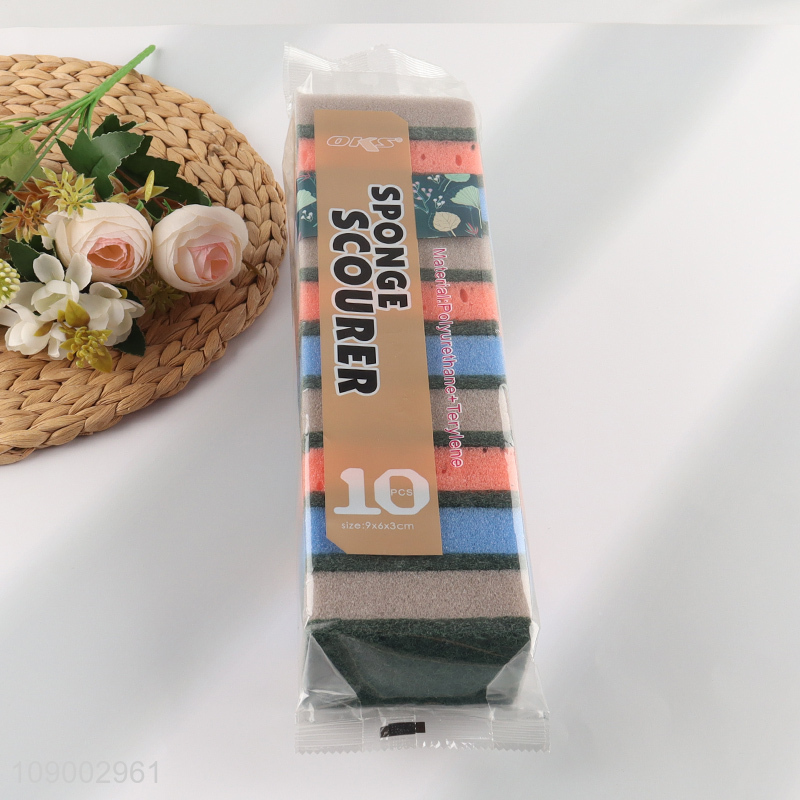 OKS
SPONGE
SCOURER
Material:Polyurethane+Terylene
10
PCS
size:9x6x3cm
109002961